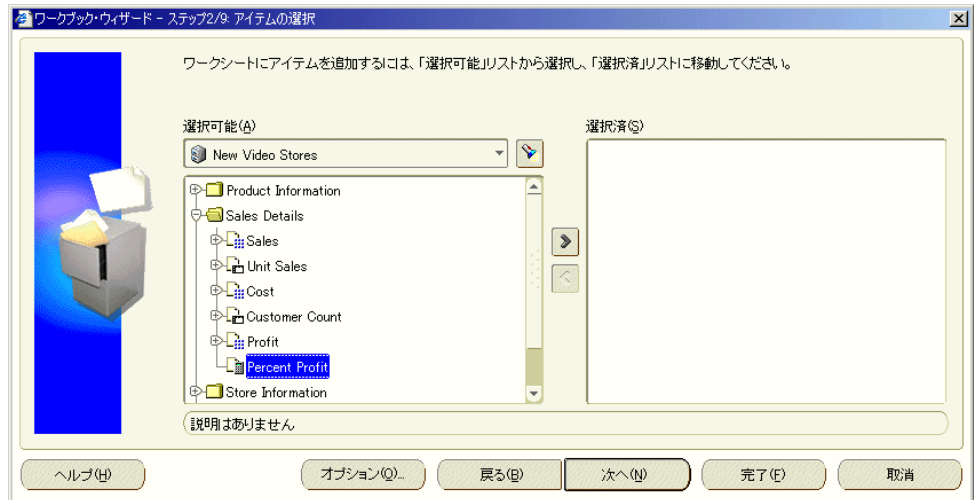 ワークブック・ウィザード - ステップ2/9: アイテムの選択
ワークシートにアイテムを追加するには、「選択可能」リストから選択し、「選択済」リストに移動してください。
選択可能(A)
選択済(S)
New Video Stores
Product Information
Sales Details
Sales
Unit Sales
Cost
Customer Count
Profit
Percent Profit
Store Information
説明はありません
ヘルプ(H)
オプション(O)...
戻る(B)
次へ(N)
完了(F)
取消